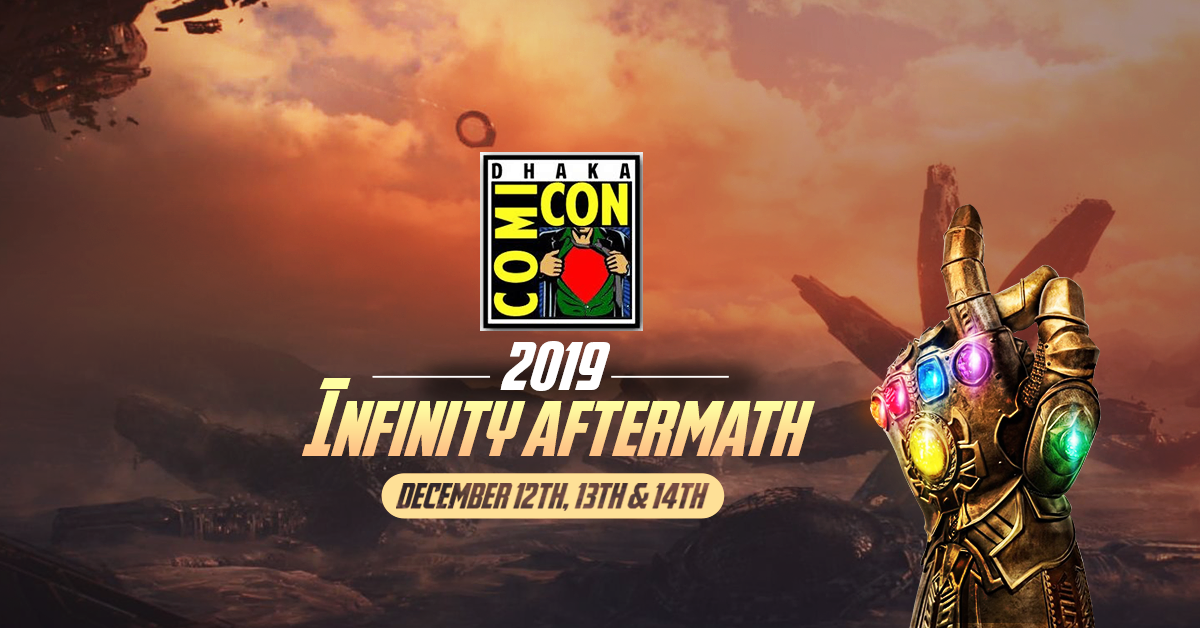 DHAKA
COMI
CON
2019
INFINITY AFTERMATH
DECEMBER 12TH, 13TH & 14TH